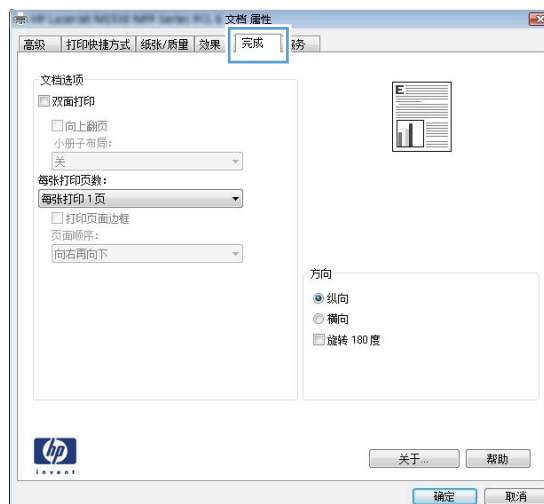 文档 属性
高级 打印快捷方式 纸张/质量 效果 完成 务
文档选项
双面打印
向上翻页
小册子布局:
关
每张打印页数:
每张打印 1 页
打印页面边框
页面顺序:
向右再向下
E
方向
纵向
横向
旋转 180 度
hp
invent
关于... 帮助
确定 取消